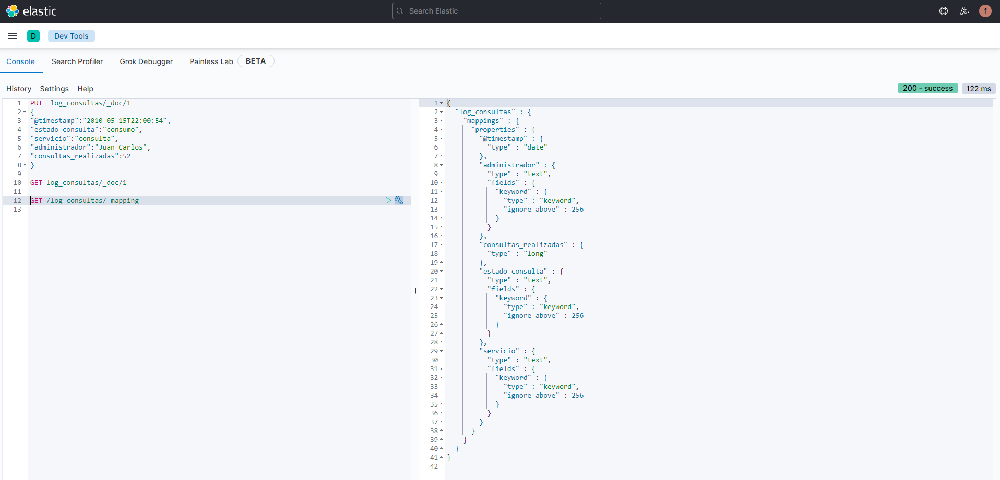 elastic
Search Elastic
f
D
Dev Tools
Console
Search Profiler
Grok Debugger
Painless Lab
BETA
History
Settings
Help
200 - success
122 ms
1 PUT  log_consultas/_doc/1
2 {
3 "@timestamp":"2010-05-15T22:00:54",
4 "estado_consulta":"consumo",
5 "servicio":"consulta",
6 "administrador":"Juan Carlos",
7 "consultas_realizadas":52
8 }
9
10 GET log_consultas/_doc/1
11
12 GET /log_consultas/_mapping
13
1 {
2   "log_consultas" : {
3     "mappings" : {
4       "properties" : {
5         "@timestamp" : {
6           "type" : "date"
7         },
8         "administrador" : {
9           "type" : "text",
10           "fields" : {
11             "keyword" : {
12               "type" : "keyword",
13               "ignore_above" : 256
14             }
15           }
16         },
17         "consultas_realizadas" : {
18           "type" : "long"
19         },
20         "estado_consulta" : {
21           "type" : "text",
22           "fields" : {
23             "keyword" : {
24               "type" : "keyword",
25               "ignore_above" : 256
26             }
27           }
28         },
29         "servicio" : {
30           "type" : "text",
31           "fields" : {
32             "keyword" : {
33               "type" : "keyword",
34               "ignore_above" : 256
35             }
36           }
37         }
38       }
39     }
40   }
41 }
42